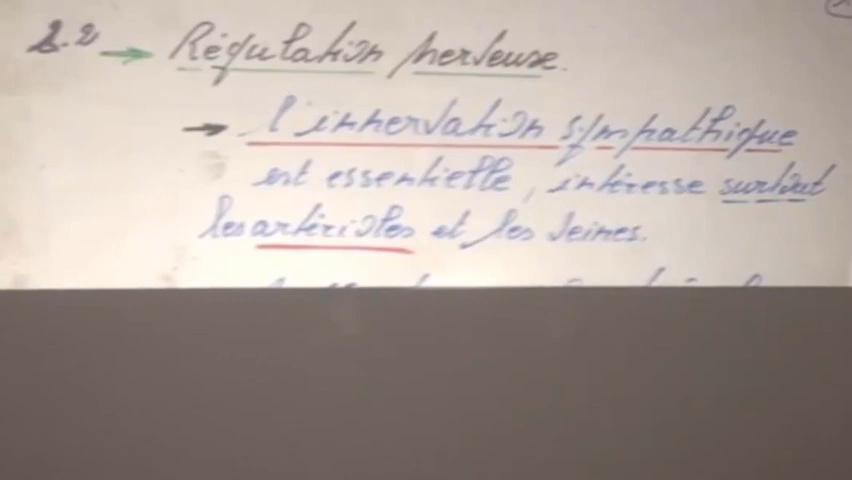 2.2 → Régulation nerveuse.
→ l'innervation sympathique
est essentielle, intéresse surtout
les artérioles et les veines.